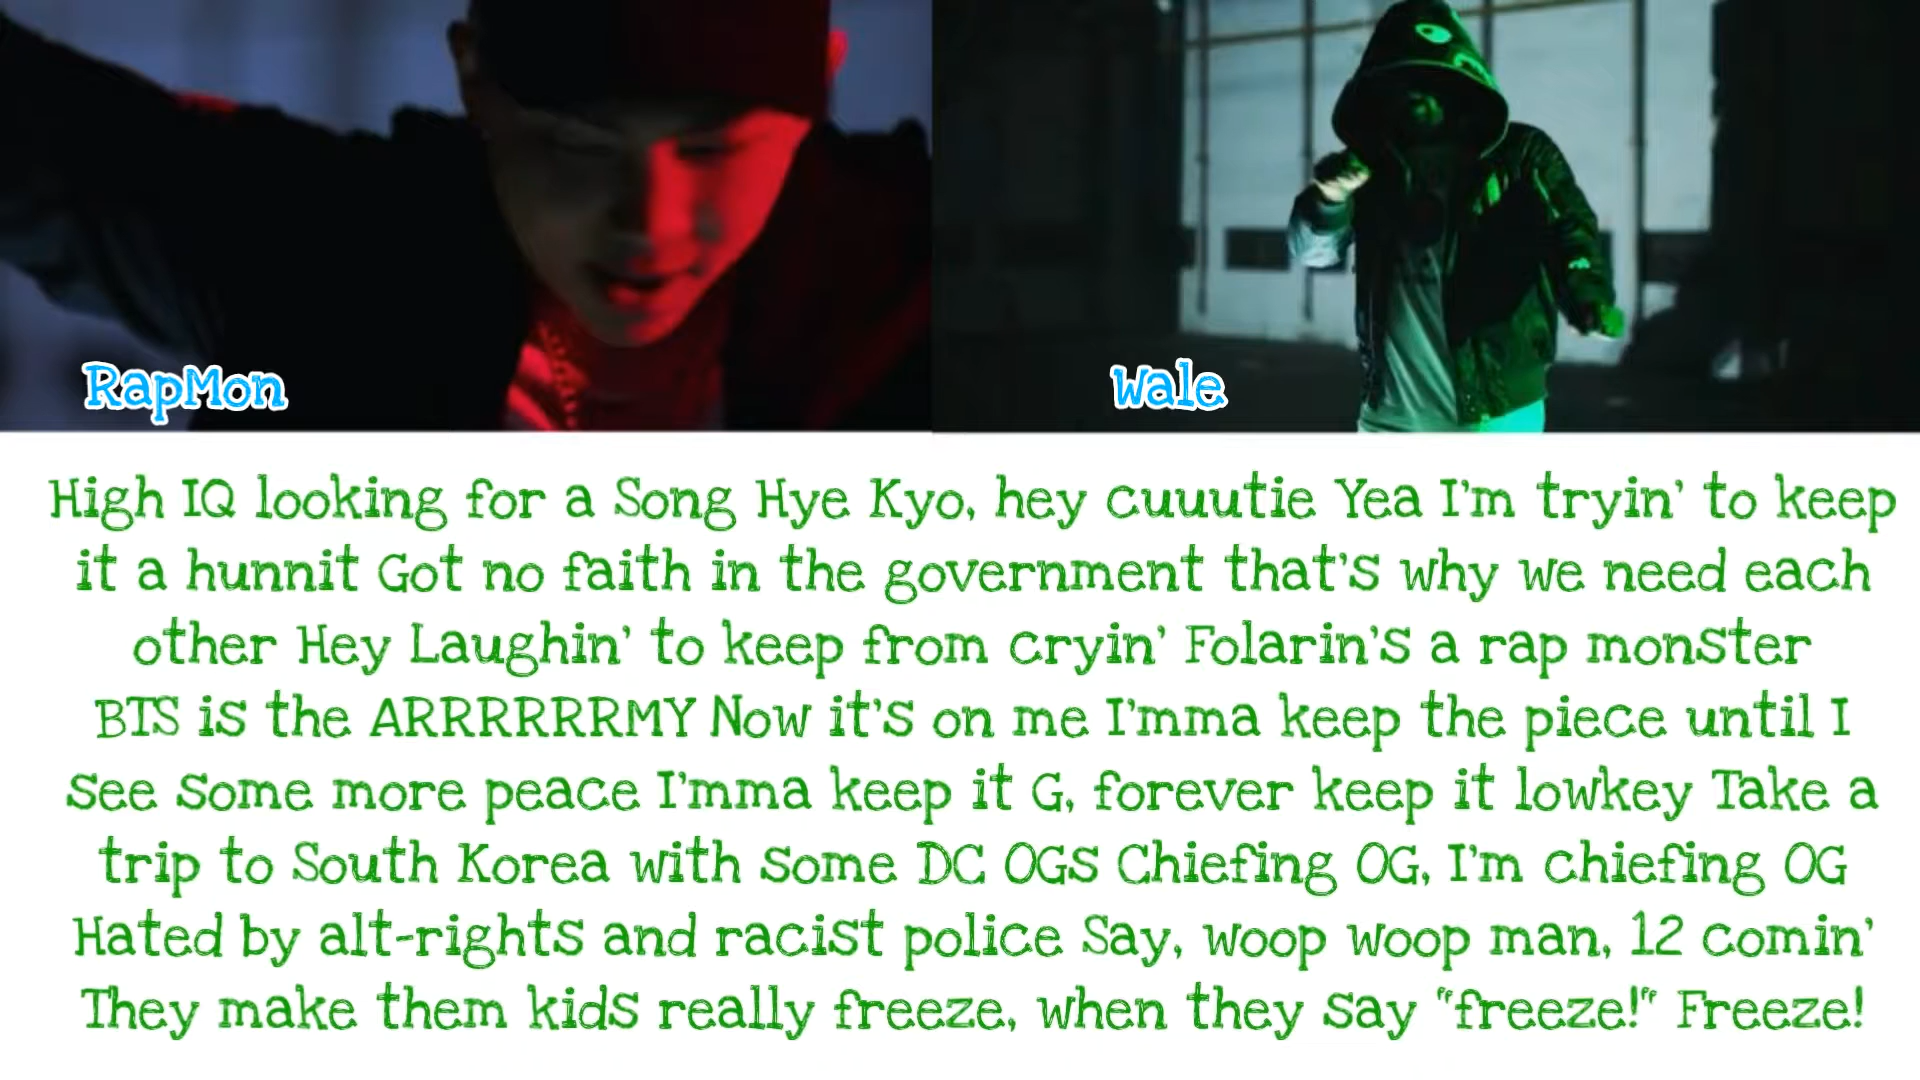 RapMon
Wale
High IQ looking for a Song Hye Kyo, hey cuuutie Yea I'm tryin' to keep
it a hunnit Got no faith in the government that's why we need each
other Hey Laughin' to keep from cryin' Folarin's a rap monster
BTS is the ARRRRRRMY Now it's on me I'mma keep the piece until I
see some more peace I'mma keep it G, forever keep it lowkey Take a
trip to South Korea with some DC OGs Chiefing OG, I'm chiefing OG
Hated by alt-rights and racist police Say, woop woop man, 12 comin'
They make them kids really freeze, when they say "freeze!" Freeze!